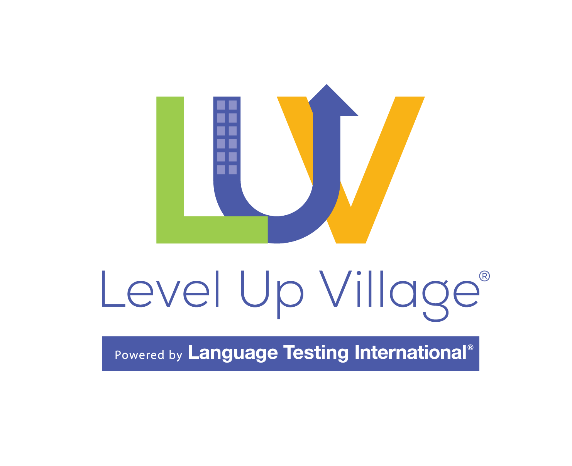 LUV
Level Up Village®
Powered by Language Testing International®